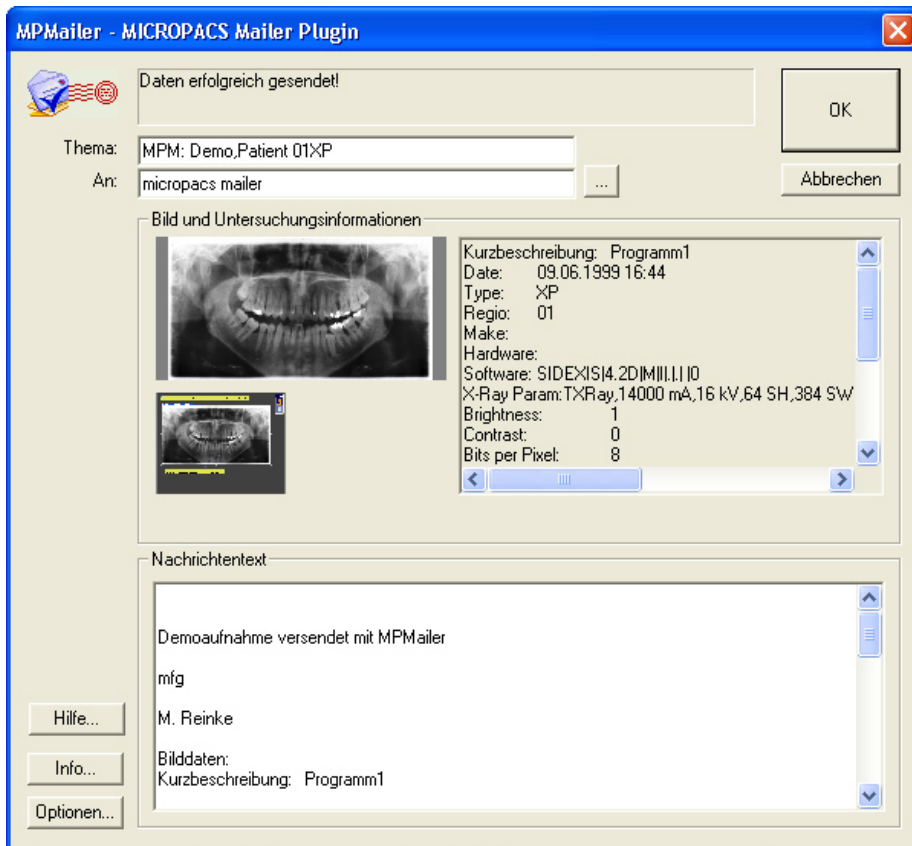 MPMailer - MICROPACS Mailer Plugin
Daten erfolgreich gesendet!
OK
Thema:
MPM: Demo,Patient 01XP
An:
micropacs mailer
...
Abbrechen
Bild und Untersuchungsinformationen
Kurzbeschreibung: Programm1
Date: 09.06.1999 16:44
Type: XP
Regio: 01
Make:
Hardware:
Software: SIDEXIS|4.2D|M|||.|.| |0
X-Ray Param:TXRay,14000 mA,16 kV,64 SH,384 SW
Brightness: 1
Contrast: 0
Bits per Pixel: 8
Nachrichtentext
Demoaufnahme versendet mit MPMailer
mfg
M. Reinke
Bilddaten:
Kurzbeschreibung: Programm1
Hilfe...
Info...
Optionen...